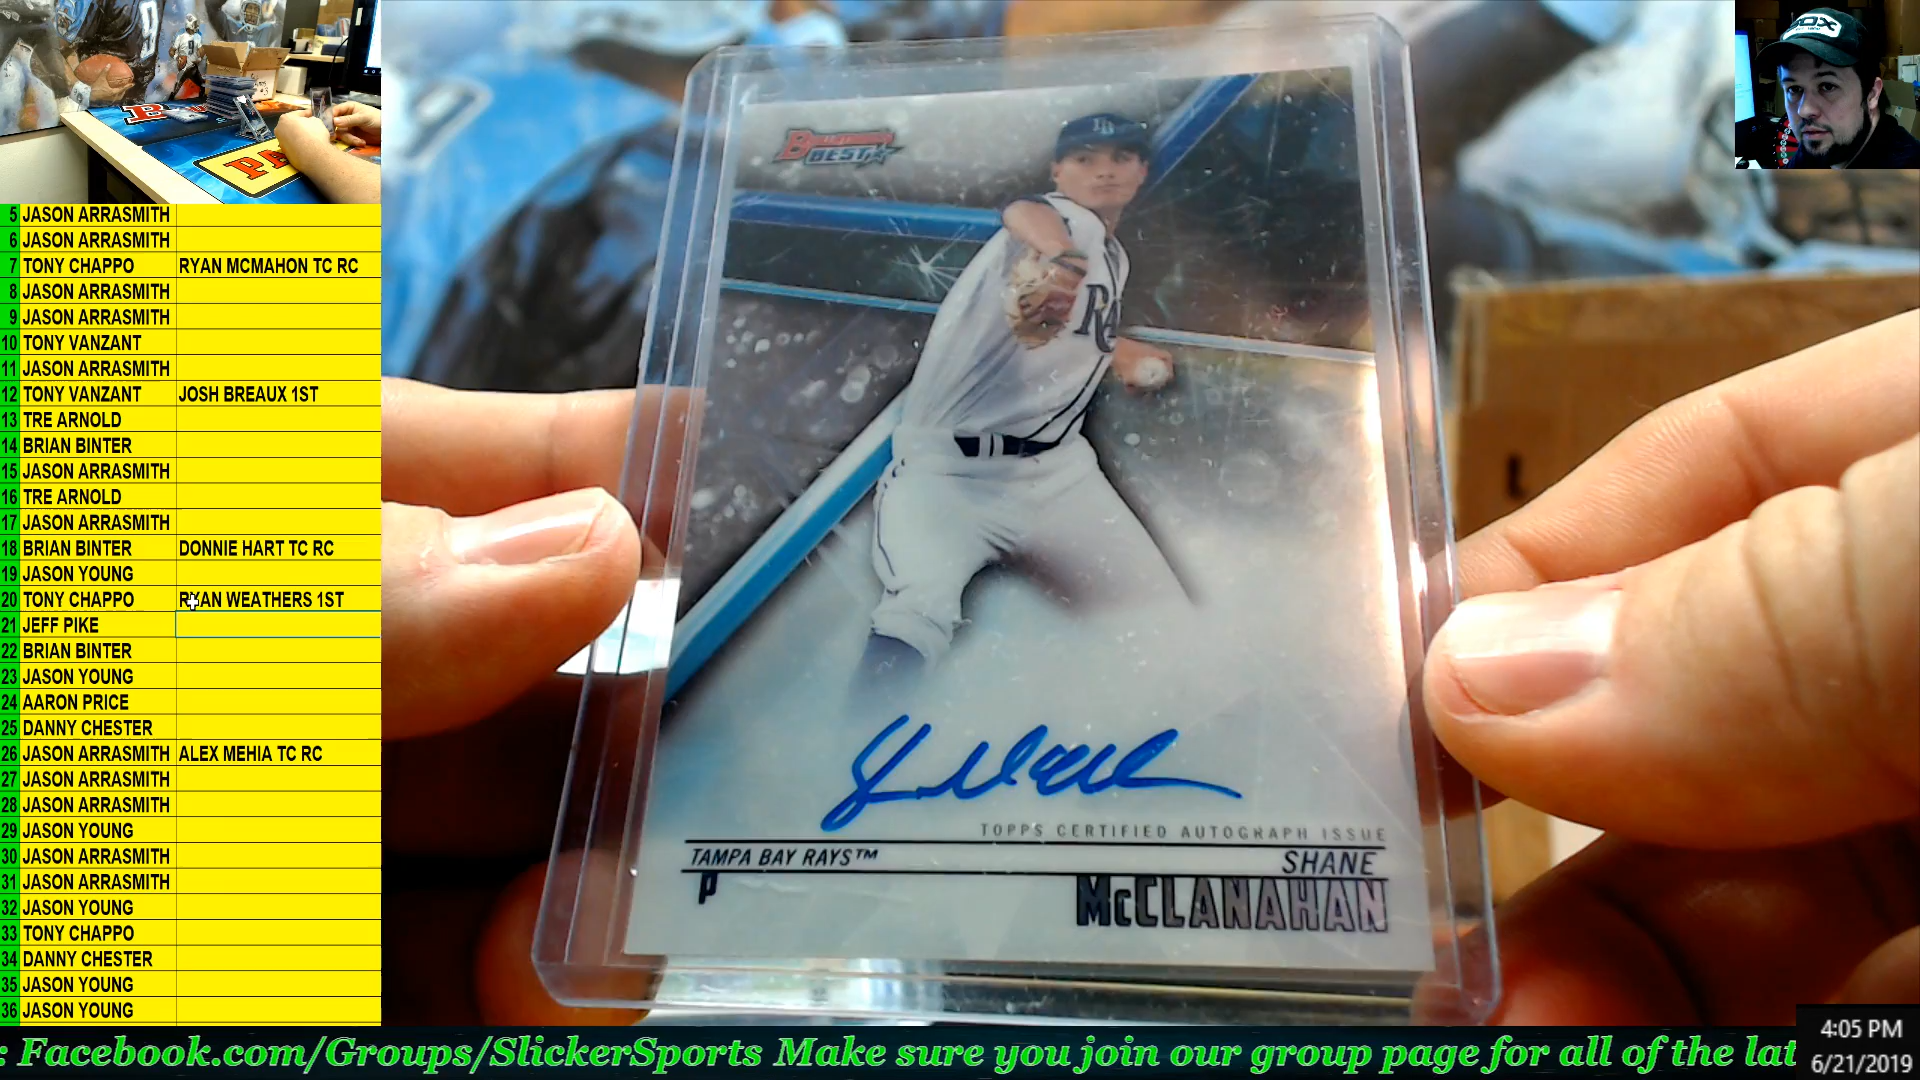 5 JASON ARRASMITH
6 JASON ARRASMITH
7 TONY CHAPPO RYAN MCMAHON TC RC
8 JASON ARRASMITH
9 JASON ARRASMITH
10 TONY VANZANT
11 JASON ARRASMITH
12 TONY VANZANT JOSH BREAUX 1ST
13 TRE ARNOLD
14 BRIAN BINTER
15 JASON ARRASMITH
16 TRE ARNOLD
17 JASON ARRASMITH
18 BRIAN BINTER DONNIE HART TC RC
19 JASON YOUNG
20 TONY CHAPPO RYAN WEATHERS 1ST
21 JEFF PIKE
22 BRIAN BINTER
23 JASON YOUNG
24 AARON PRICE
25 DANNY CHESTER
26 JASON ARRASMITH ALEX MEHIA TC RC
27 JASON ARRASMITH
28 JASON ARRASMITH
29 JASON YOUNG
30 JASON ARRASMITH
31 JASON ARRASMITH
32 JASON YOUNG
33 TONY CHAPPO
34 DANNY CHESTER
35 JASON YOUNG
36 JASON YOUNG
BOWMAN'S
BEST
TOPPS CERTIFIED AUTOGRAPH ISSUE
TAMPA BAY RAYS™
SHANE
P
McCLANAHAN
: Facebook.com/Groups/SlickerSports Make sure you join our group page for all of the lat
4:05 PM
6/21/2019